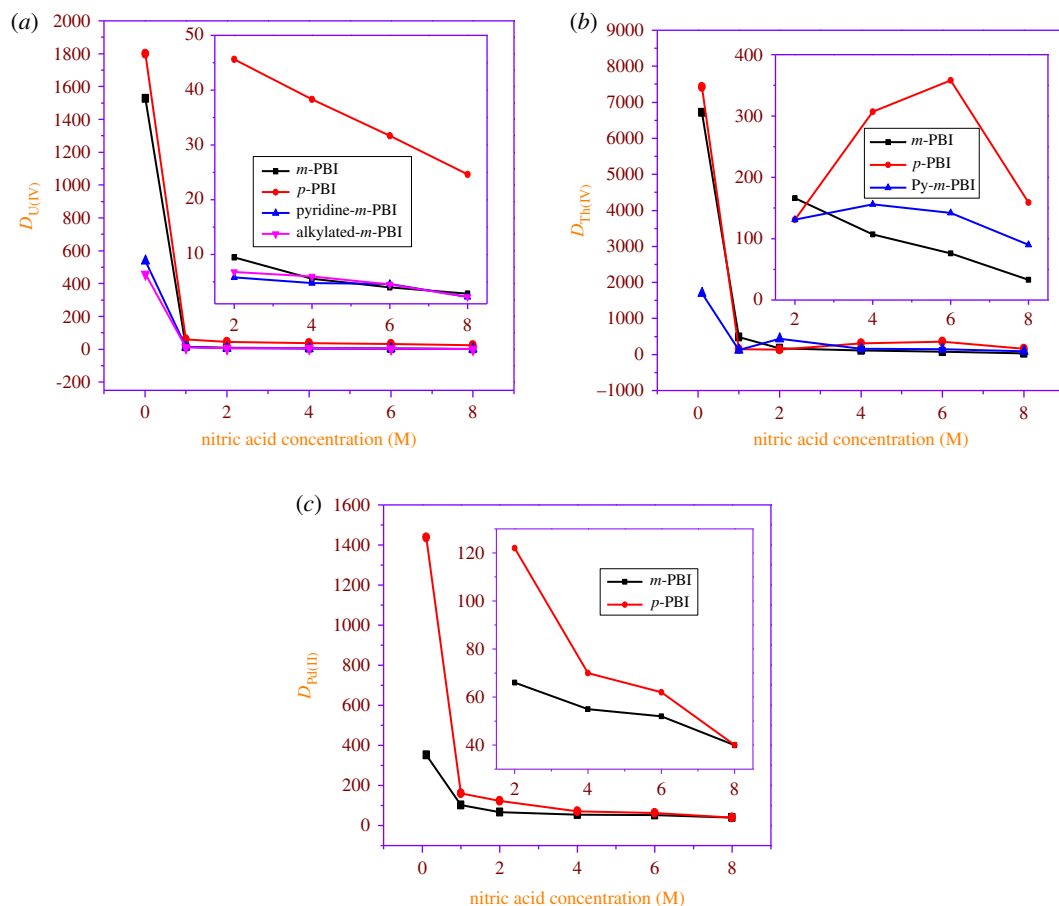 (a)
2000
1800
1600
1400
1200
1000
800
600
400
200
0
-200
D_U(IV)
50
40
30
20
10
2 4 6 8
m-PBI
p-PBI
pyridine-m-PBI
alkylated-m-PBI
0 2 4 6 8
nitric acid concentration (M)
(b)
9000
8000
7000
6000
5000
4000
3000
2000
1000
0
−1000
D_Th(IV)
400
300
200
100
0
2 4 6 8
m-PBI
p-PBI
Py-m-PBI
0 2 4 6 8
nitric acid concentration (M)
(c)
1600
1400
1200
1000
800
600
400
200
0
D_Pd(II)
120
100
80
60
40
2 4 6 8
m-PBI
p-PBI
0 2 4 6 8
nitric acid concentration (M)